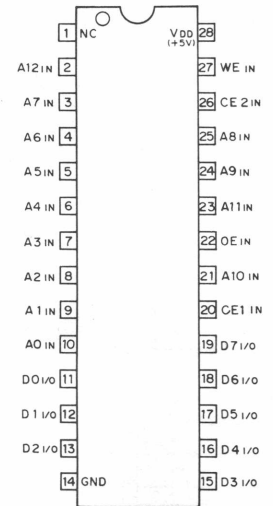 1 NC
A12 IN 2
A7 IN 3
A6 IN 4
A5 IN 5
A4 IN 6
A3 IN 7
A2 IN 8
A1 IN 9
A0 IN 10
D0 I/O 11
D1 I/O 12
D2 I/O 13
14 GND
VDD 28
(+5V)
27 WE IN
26 CE2 IN
25 A8 IN
24 A9 IN
23 A11 IN
22 OE IN
21 A10 IN
20 CE1 IN
19 D7 I/O
18 D6 I/O
17 D5 I/O
16 D4 I/O
15 D3 I/O